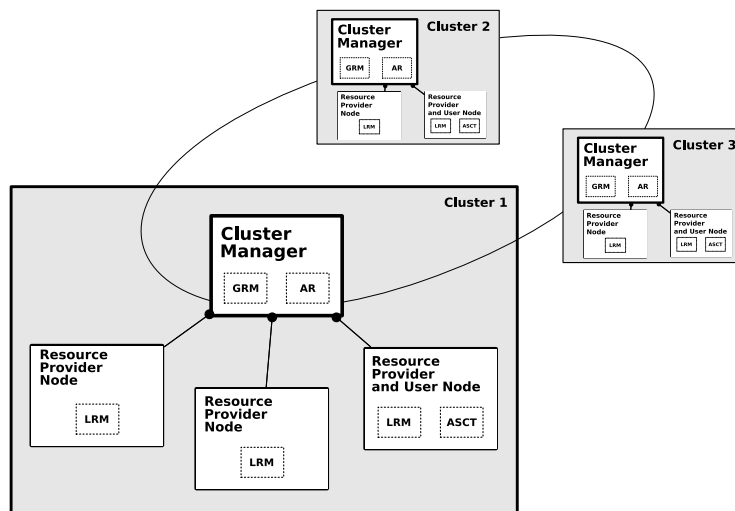 Cluster 2
Cluster
Manager
GRM AR
Resource
Provider
Node
LRM
Resource
Provider
and User Node
LRM ASCT
Cluster 3
Cluster
Manager
GRM AR
Resource
Provider
Node
LRM
Resource
Provider
and User Node
LRM ASCT
Cluster 1
Cluster
Manager
GRM AR
Resource
Provider
Node
LRM
Resource
Provider
Node
LRM
Resource
Provider
and User Node
LRM ASCT